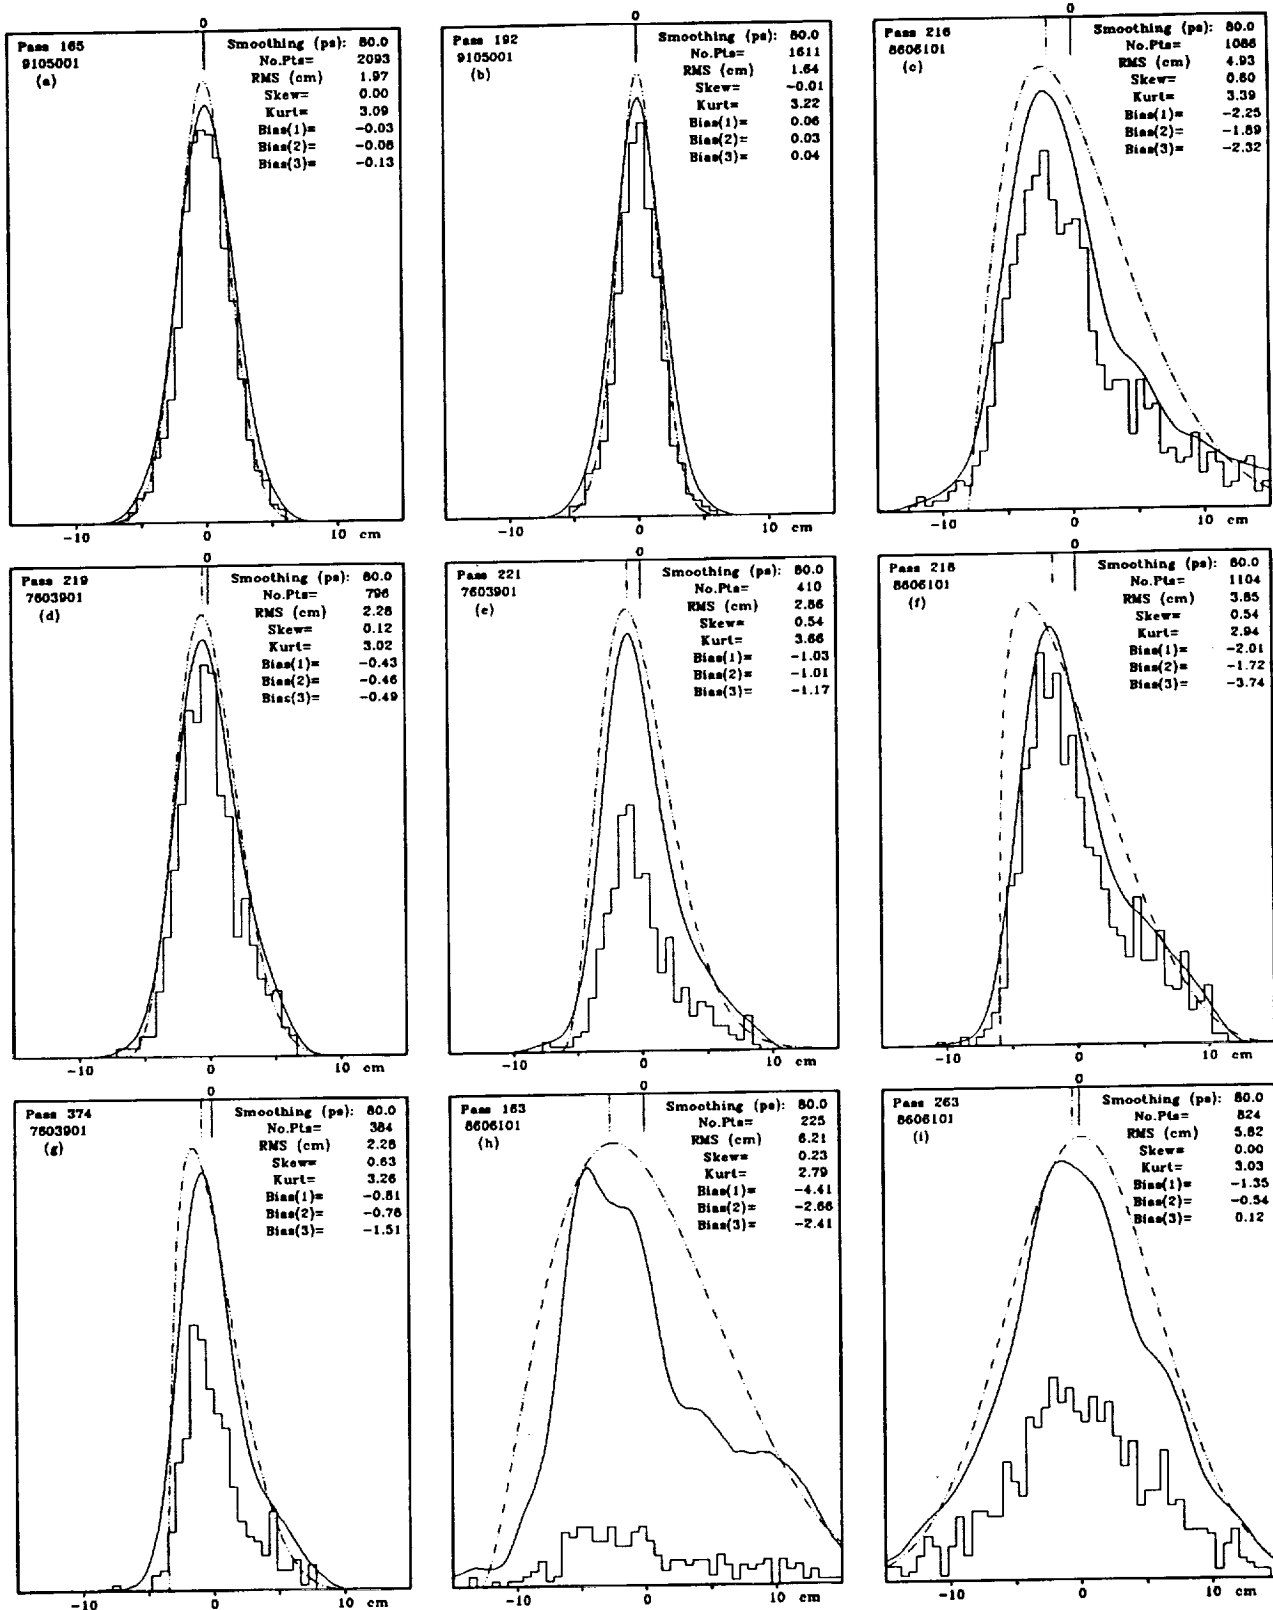 0
Pass 165
9105001
(a)
Smoothing (ps): 80.0
No.Pts= 2093
RMS (cm) 1.97
Skew= 0.00
Kurt= 3.09
Bias(1)= -0.03
Bias(2)= -0.08
Bias(3)= -0.13
-10 0 10 cm
0
Pass 192
9105001
(b)
Smoothing (ps): 80.0
No.Pts= 1611
RMS (cm) 1.64
Skew= -0.01
Kurt= 3.22
Bias(1)= 0.06
Bias(2)= 0.03
Bias(3)= 0.04
-10 0 10 cm
0
Pass 216
8606101
(c)
Smoothing (ps): 80.0
No.Pts= 1086
RMS (cm) 4.93
Skew= 0.60
Kurt= 3.39
Bias(1)= -2.25
Bias(2)= -1.89
Bias(3)= -2.32
-10 0 10 cm
0
Pass 219
7603901
(d)
Smoothing (ps): 80.0
No.Pts= 796
RMS (cm) 2.28
Skew= 0.12
Kurt= 3.02
Bias(1)= -0.43
Bias(2)= -0.46
Bias(3)= -0.49
-10 0 10 cm
0
Pass 221
7603901
(e)
Smoothing (ps): 80.0
No.Pts= 410
RMS (cm) 2.86
Skew= 0.54
Kurt= 3.66
Bias(1)= -1.03
Bias(2)= -1.01
Bias(3)= -1.17
-10 0 10 cm
0
Pass 218
8606101
(f)
Smoothing (ps): 80.0
No.Pts= 1104
RMS (cm) 3.85
Skew= 0.54
Kurt= 2.94
Bias(1)= -2.01
Bias(2)= -1.72
Bias(3)= -3.74
-10 0 10 cm
0
Pass 374
7603901
(g)
Smoothing (ps): 80.0
No.Pts= 384
RMS (cm) 2.28
Skew= 0.63
Kurt= 3.26
Bias(1)= -0.81
Bias(2)= -0.76
Bias(3)= -1.51
-10 0 10 cm
0
Pass 163
8606101
(h)
Smoothing (ps): 80.0
No.Pts= 225
RMS (cm) 6.21
Skew= 0.23
Kurt= 2.79
Bias(1)= -4.41
Bias(2)= -2.66
Bias(3)= -2.41
-10 0 10 cm
0
Pass 263
8606101
(i)
Smoothing (ps): 80.0
No.Pts= 824
RMS (cm) 5.82
Skew= 0.00
Kurt= 3.03
Bias(1)= -1.35
Bias(2)= -0.54
Bias(3)= 0.12
-10 0 10 cm